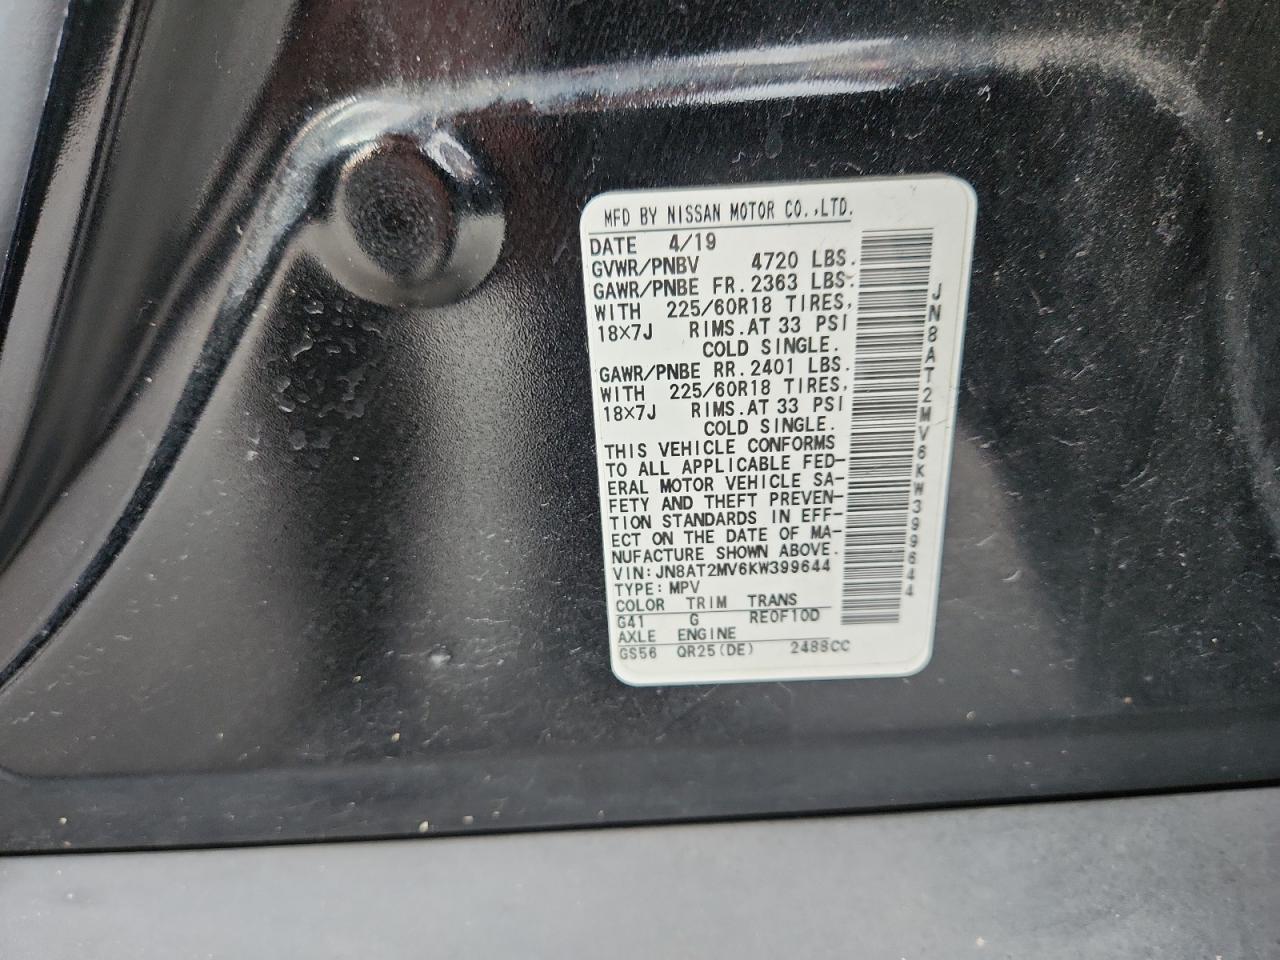 MFD BY NISSAN MOTOR CO.,LTD.
DATE 4/19
GVWR/PNBV 4720 LBS.
GAWR/PNBE FR. 2363 LBS.
WITH 225/60R18 TIRES,
18×7J RIMS. AT 33 PSI
COLD SINGLE.
GAWR/PNBE RR. 2401 LBS.
WITH 225/60R18 TIRES,
18×7J RIMS. AT 33 PSI
COLD SINGLE.
THIS VEHICLE CONFORMS
TO ALL APPLICABLE FED-
ERAL MOTOR VEHICLE SA-
FETY AND THEFT PREVEN-
TION STANDARDS IN EFF-
ECT ON THE DATE OF MA-
NUFACTURE SHOWN ABOVE.
VIN: JN8AT2MV6KW399644
TYPE: MPV
COLOR TRIM TRANS
G41 G RE0F10D
AXLE ENGINE
GS56 QR25(DE) 2488CC
JN8AT2MV6KW399644